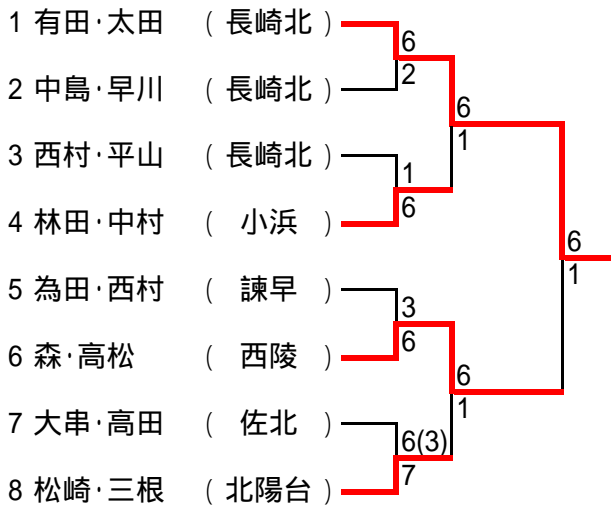 1 有田·太田 ( 長崎北 )
6
2
2 中島·早川 ( 長崎北 )
6
1
3 西村·平山 ( 長崎北 )
1
6
4 林田·中村 ( 小浜 )
6
1
5 為田·西村 ( 諫早 )
3
6
6 森·高松 ( 西陵 )
6
1
7 大串·高田 ( 佐北 )
6(3)
7
8 松崎·三根 ( 北陽台 )